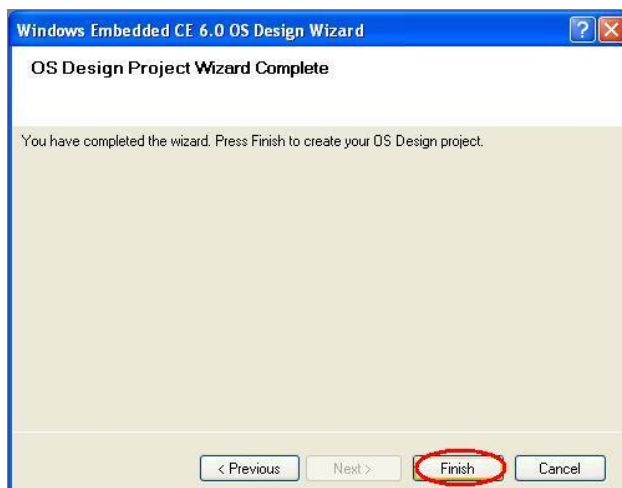 Windows Embedded CE 6.0 OS Design Wizard
OS Design Project Wizard Complete
You have completed the wizard. Press Finish to create your OS Design project.
< Previous Next > Finish Cancel